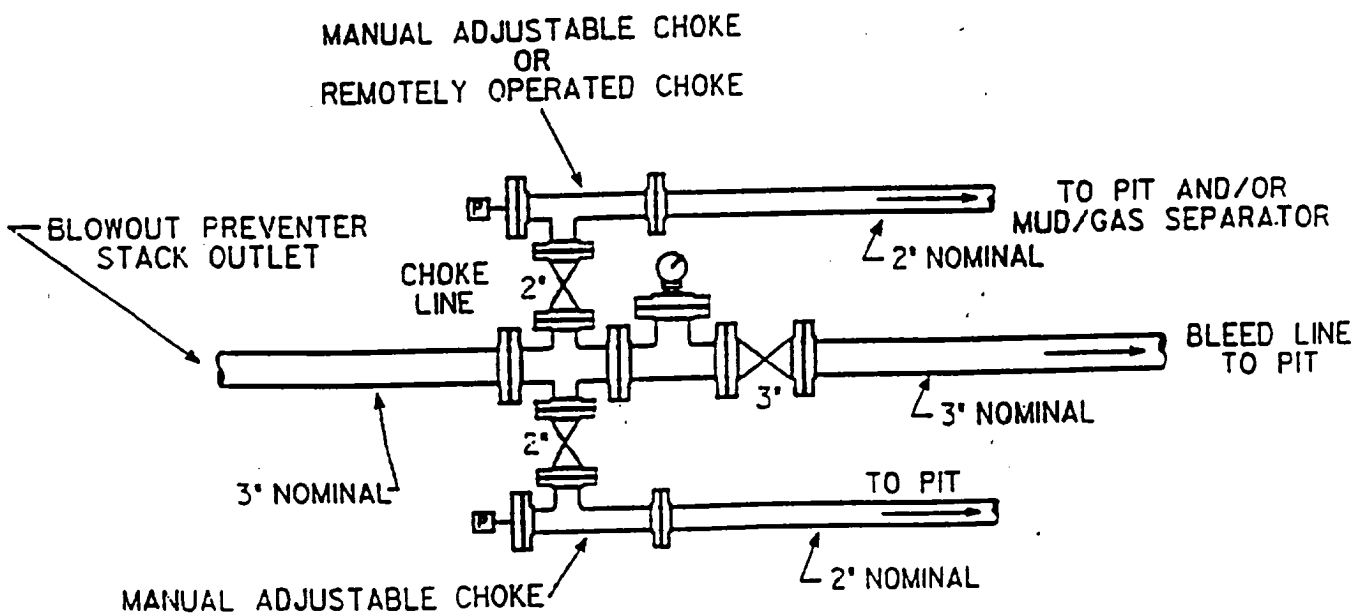 MANUAL ADJUSTABLE CHOKE
OR
REMOTELY OPERATED CHOKE
P
TO PIT AND/OR
MUD/GAS SEPARATOR
2" NOMINAL
BLOWOUT PREVENTER
STACK OUTLET
CHOKE
LINE
2"
BLEED LINE
TO PIT
3"
3" NOMINAL
2"
3" NOMINAL
TO PIT
P
2" NOMINAL
MANUAL ADJUSTABLE CHOKE